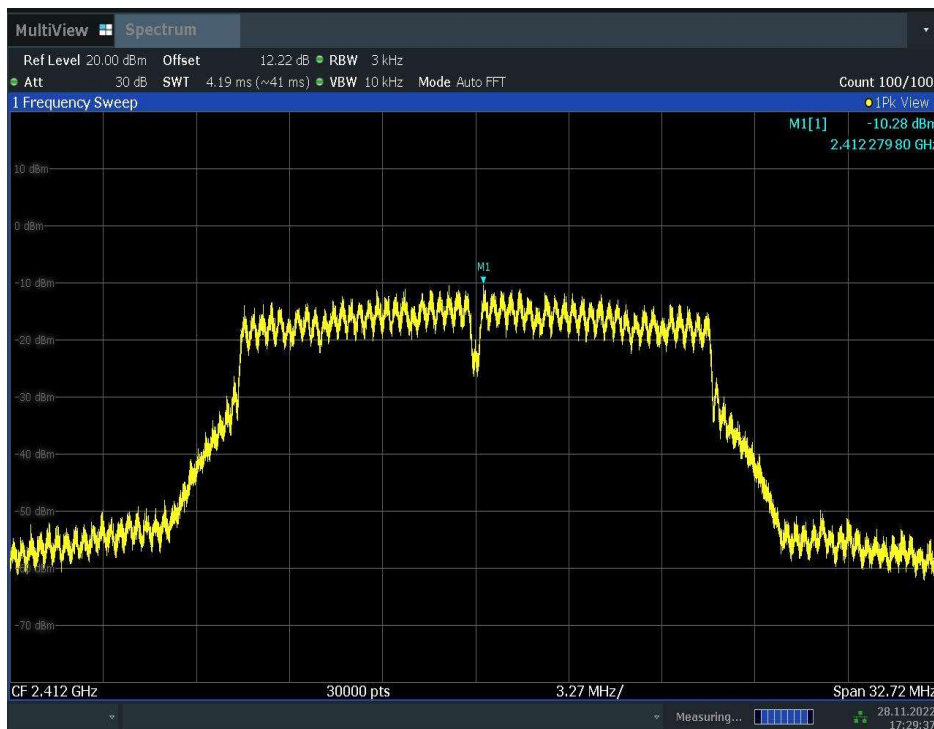 MultiView Spectrum
Ref Level 20.00 dBm Offset 12.22 dB RBW 3 kHz
Att 30 dB SWT 4.19 ms (~41 ms) VBW 10 kHz Mode Auto FFT Count 100/100
1 Frequency Sweep 1Pk View
M1[1] -10.28 dBm
2.412 279 80 GHz
10 dBm
0 dBm
M1
-10 dBm
-20 dBm
-30 dBm
-40 dBm
-50 dBm
-60 dBm
-70 dBm
CF 2.412 GHz 30000 pts 3.27 MHz/ Span 32.72 MHz
Measuring... 28.11.2022
17:29:37